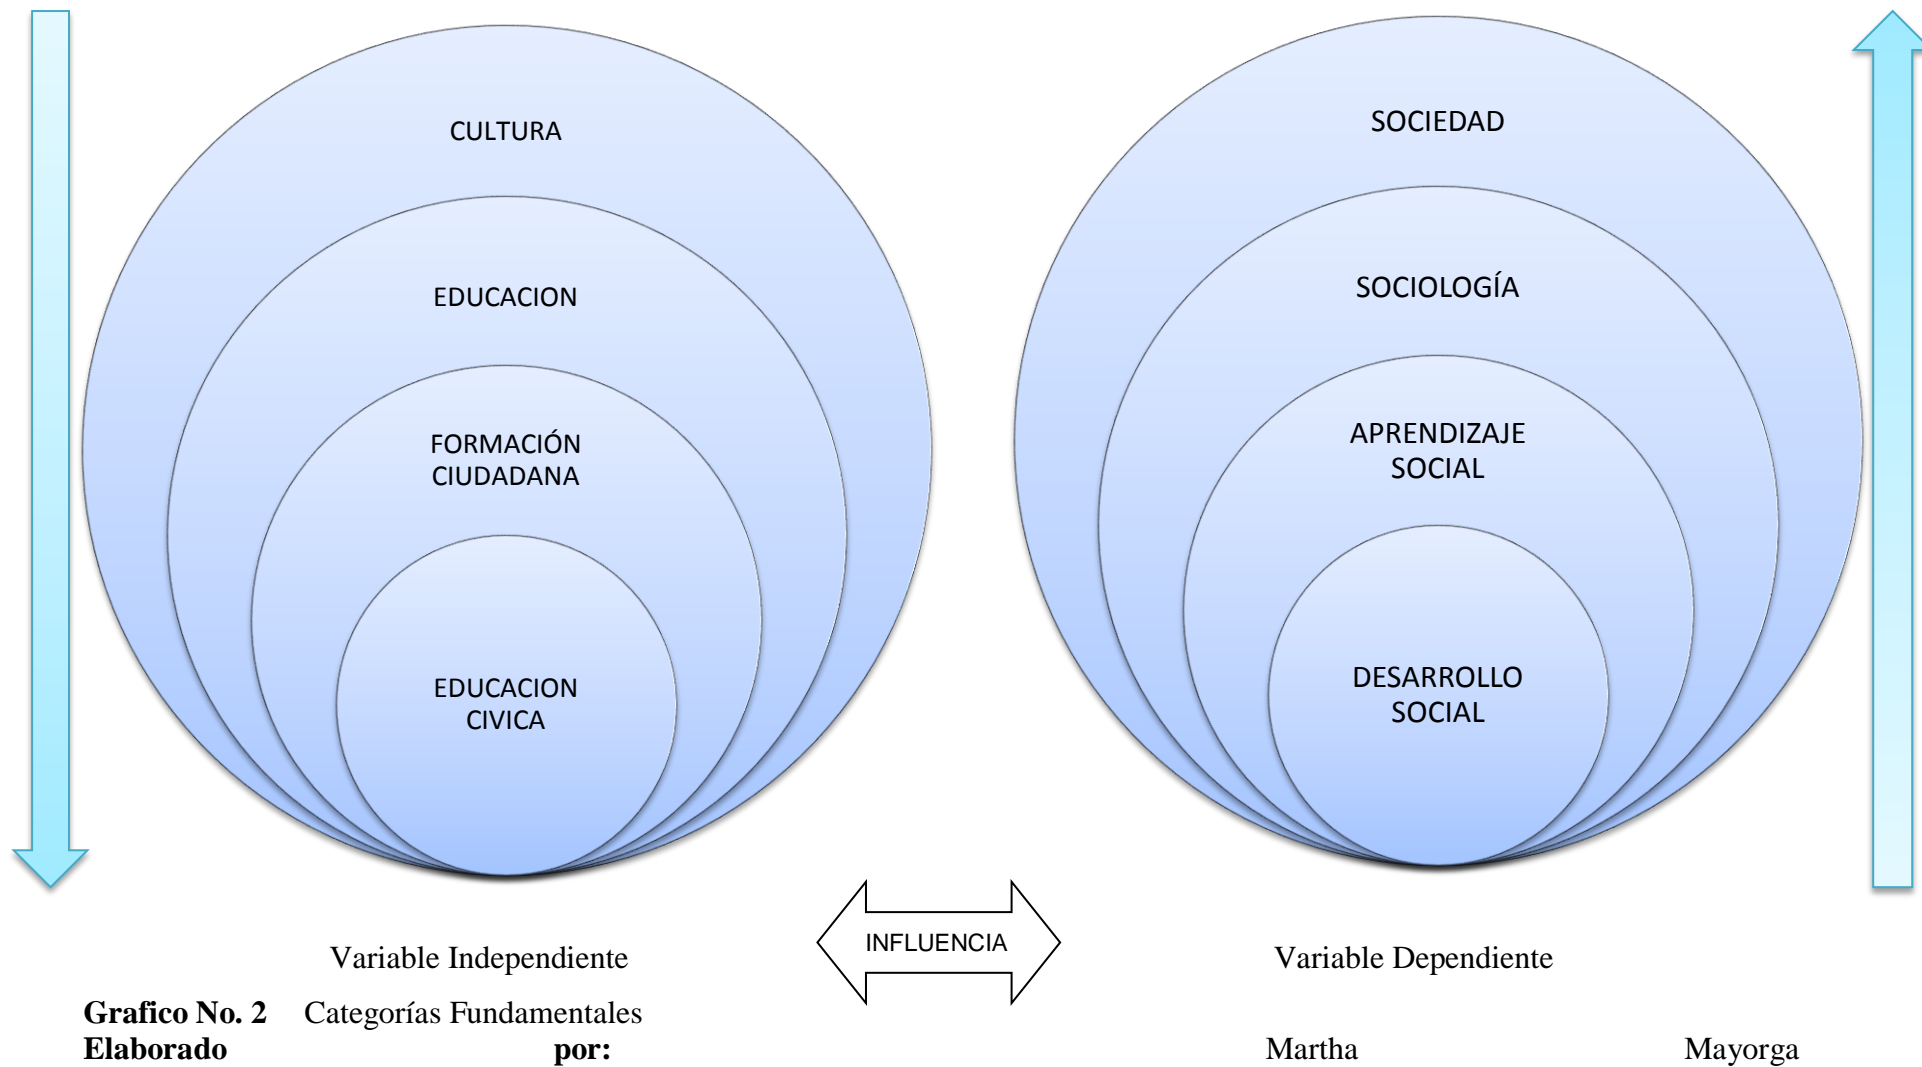 CULTURA
EDUCACION
FORMACIÓN
CIUDADANA
EDUCACION
CIVICA
SOCIEDAD
SOCIOLOGÍA
APRENDIZAJE
SOCIAL
DESARROLLO
SOCIAL
INFLUENCIA
Variable Independiente
Variable Dependiente
Grafico No. 2 Categorías Fundamentales
Elaborado por: Martha Mayorga